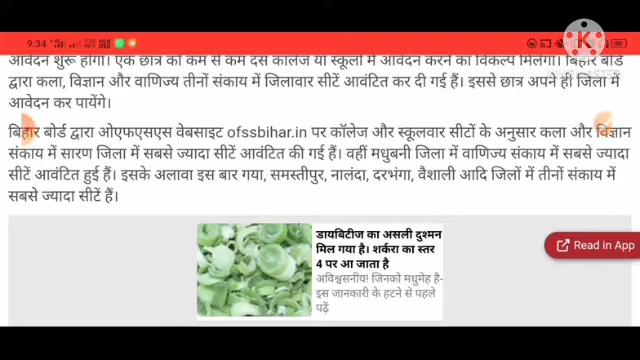 9:34
आवेदन शुरू होगा। एक छात्र को कम से कम दस कॉलेज या स्कूलों में आवेदन करने का विकल्प मिलेगा। बिहार बोर्ड
द्वारा कला, विज्ञान और वाणिज्य तीनों संकाय में जिलावार सीटें आवंटित कर दी गई हैं। इससे छात्र अपने ही जिला में
आवेदन कर पायेंगे।
बिहार बोर्ड द्वारा ओएफएसएस वेबसाइट ofssbihar.in पर कॉलेज और स्कूलवार सीटों के अनुसार कला और विज्ञान
संकाय में सारण जिला में सबसे ज्यादा सीटें आवंटित की गई हैं। वहीं मधुबनी जिला में वाणिज्य संकाय में सबसे ज्यादा
सीटें आवंटित हुई हैं। इसके अलावा इस बार गया, समस्तीपुर, नालंदा, दरभंगा, वैशाली आदि जिलों में तीनों संकाय में
सबसे ज्यादा सीटें हैं।
डायबिटीज का असली दुश्मन
मिल गया है। शर्करा का स्तर
4 पर आ जाता है
अविश्वसनीय! जिनको मधुमेह है-
इस जानकारी के हटने से पहले
पढ़ें
Read in App